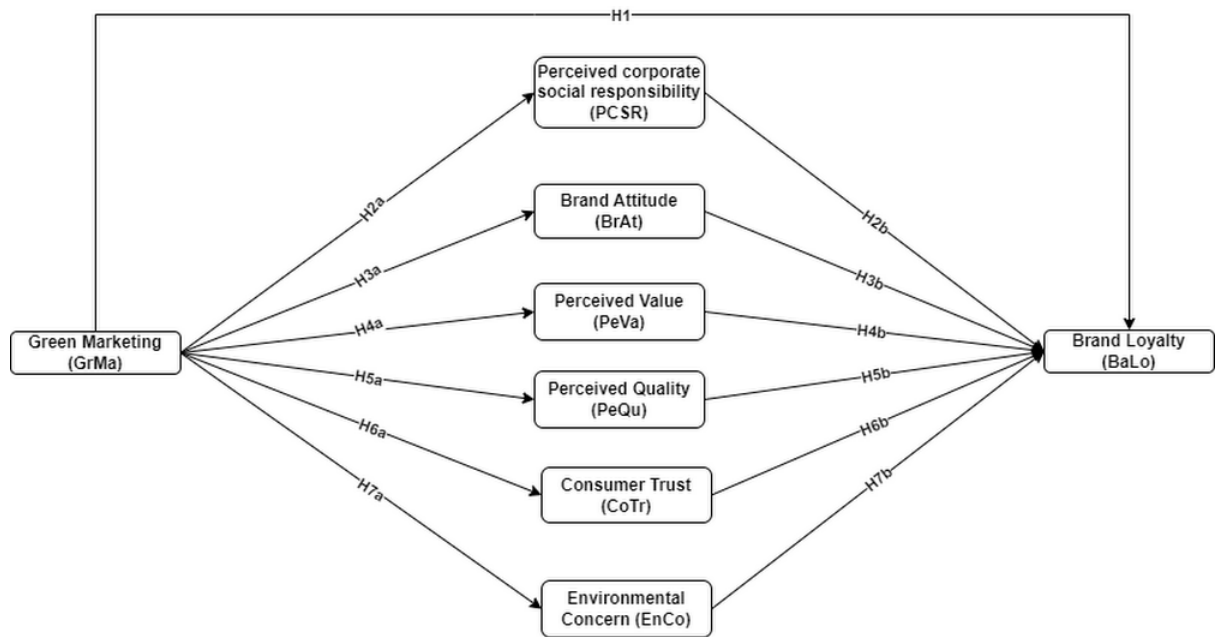 H1
Perceived corporate
social responsibility
(PCSR)
H2a
H2b
Brand Attitude
(BrAt)
H3a
H3b
Perceived Value
(PeVa)
H4a
H4b
Green Marketing
(GrMa)
Brand Loyalty
(BaLo)
H5a
H5b
Perceived Quality
(PeQu)
H6a
H6b
Consumer Trust
(CoTr)
H7a
H7b
Environmental
Concern (EnCo)